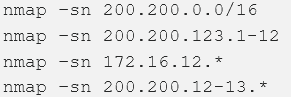 nmap –sn 200.200.0.0/16
nmap –sn 200.200.123.1-12
nmap –sn 172.16.12.*
nmap –sn 200.200.12-13.*